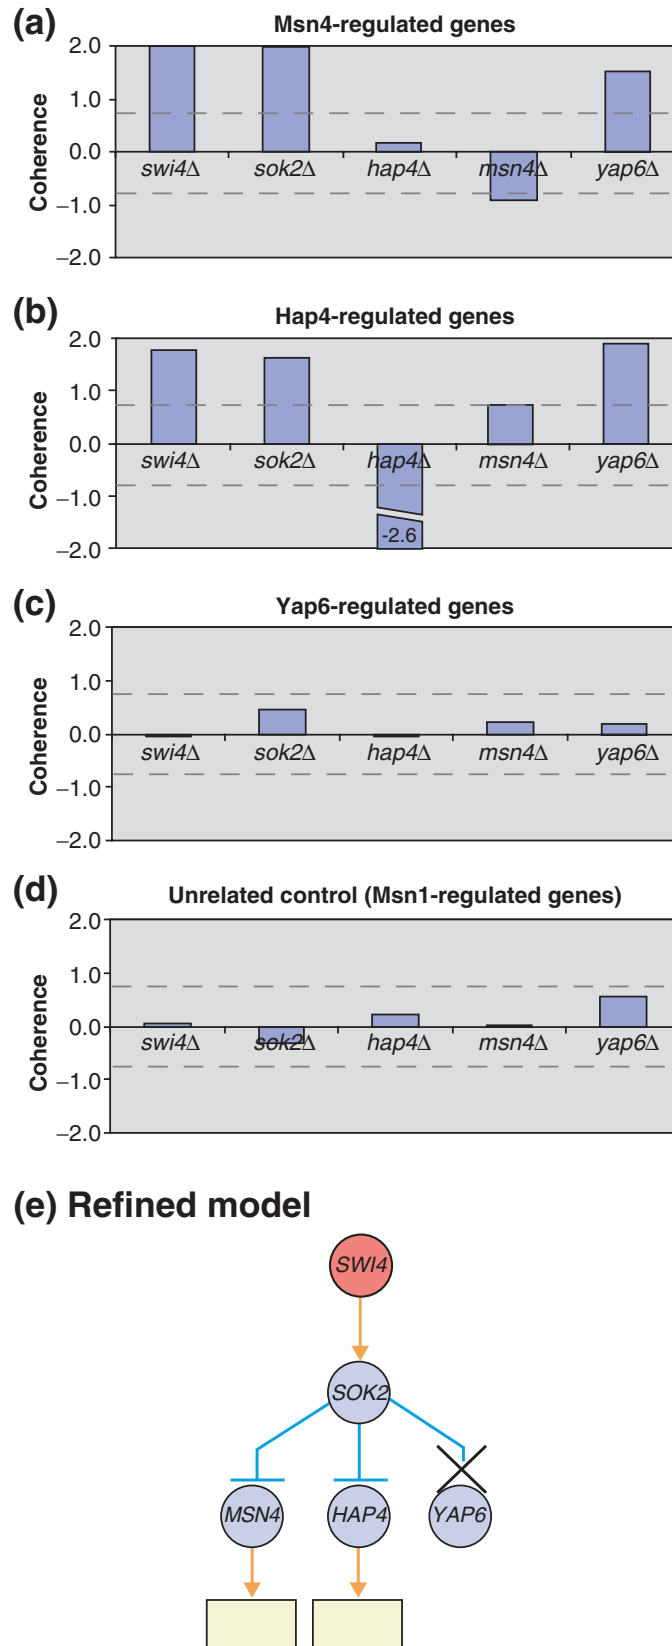 (a)
Msn4-regulated genes
2.0
1.0
0.0
−1.0
−2.0
Coherence
swi4Δ sok2Δ hap4Δ msn4Δ yap6Δ
(b)
Hap4-regulated genes
2.0
1.0
0.0
−1.0
−2.0
Coherence
swi4Δ sok2Δ hap4Δ msn4Δ yap6Δ
-2.6
(c)
Yap6-regulated genes
2.0
1.0
0.0
−1.0
−2.0
Coherence
swi4Δ sok2Δ hap4Δ msn4Δ yap6Δ
(d)
Unrelated control (Msn1-regulated genes)
2.0
1.0
0.0
−1.0
−2.0
Coherence
swi4Δ sok2Δ hap4Δ msn4Δ yap6Δ
(e) Refined model
SWI4
SOK2
MSN4 HAP4 YAP6